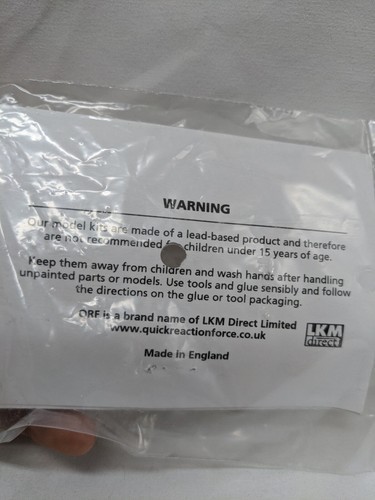 WARNING
Our model kits are made of a lead-based product and therefore
are not recommended for children under 15 years of age.
Keep them away from children and wash hands after handling
unpainted parts or models. Use tools and glue sensibly and follow
the directions on the glue or tool packaging.
QRF is a brand name of LKM Direct Limited
www.quickreactionforce.co.uk
LKM
direct
Made in England